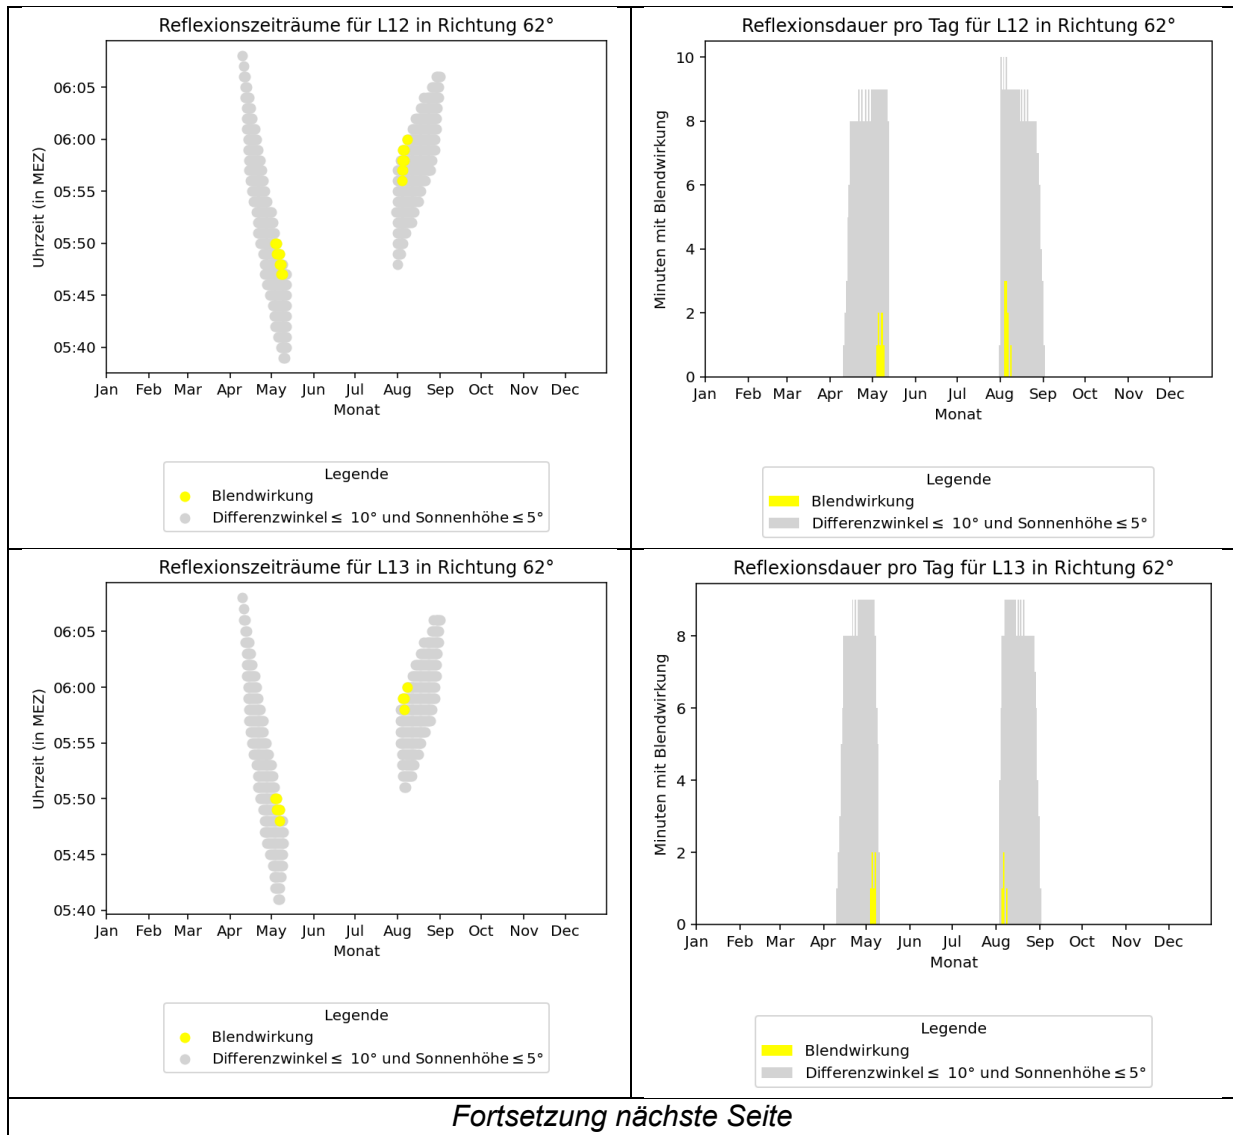 Reflexionszeiträume für L12 in Richtung 62°
06:05
06:00
05:55
05:50
05:45
05:40
Uhrzeit (in MEZ)
Jan Feb Mar Apr May Jun Jul Aug Sep Oct Nov Dec
Monat
Legende
Blendwirkung
Differenzwinkel ≤ 10° und Sonnenhöhe ≤ 5°
Reflexionsdauer pro Tag für L12 in Richtung 62°
10
8
6
4
2
0
Minuten mit Blendwirkung
Jan Feb Mar Apr May Jun Jul Aug Sep Oct Nov Dec
Monat
Legende
Blendwirkung
Differenzwinkel ≤ 10° und Sonnenhöhe ≤ 5°
Reflexionszeiträume für L13 in Richtung 62°
06:05
06:00
05:55
05:50
05:45
05:40
Uhrzeit (in MEZ)
Jan Feb Mar Apr May Jun Jul Aug Sep Oct Nov Dec
Monat
Legende
Blendwirkung
Differenzwinkel ≤ 10° und Sonnenhöhe ≤ 5°
Reflexionsdauer pro Tag für L13 in Richtung 62°
8
6
4
2
0
Minuten mit Blendwirkung
Jan Feb Mar Apr May Jun Jul Aug Sep Oct Nov Dec
Monat
Legende
Blendwirkung
Differenzwinkel ≤ 10° und Sonnenhöhe ≤ 5°
Fortsetzung nächste Seite